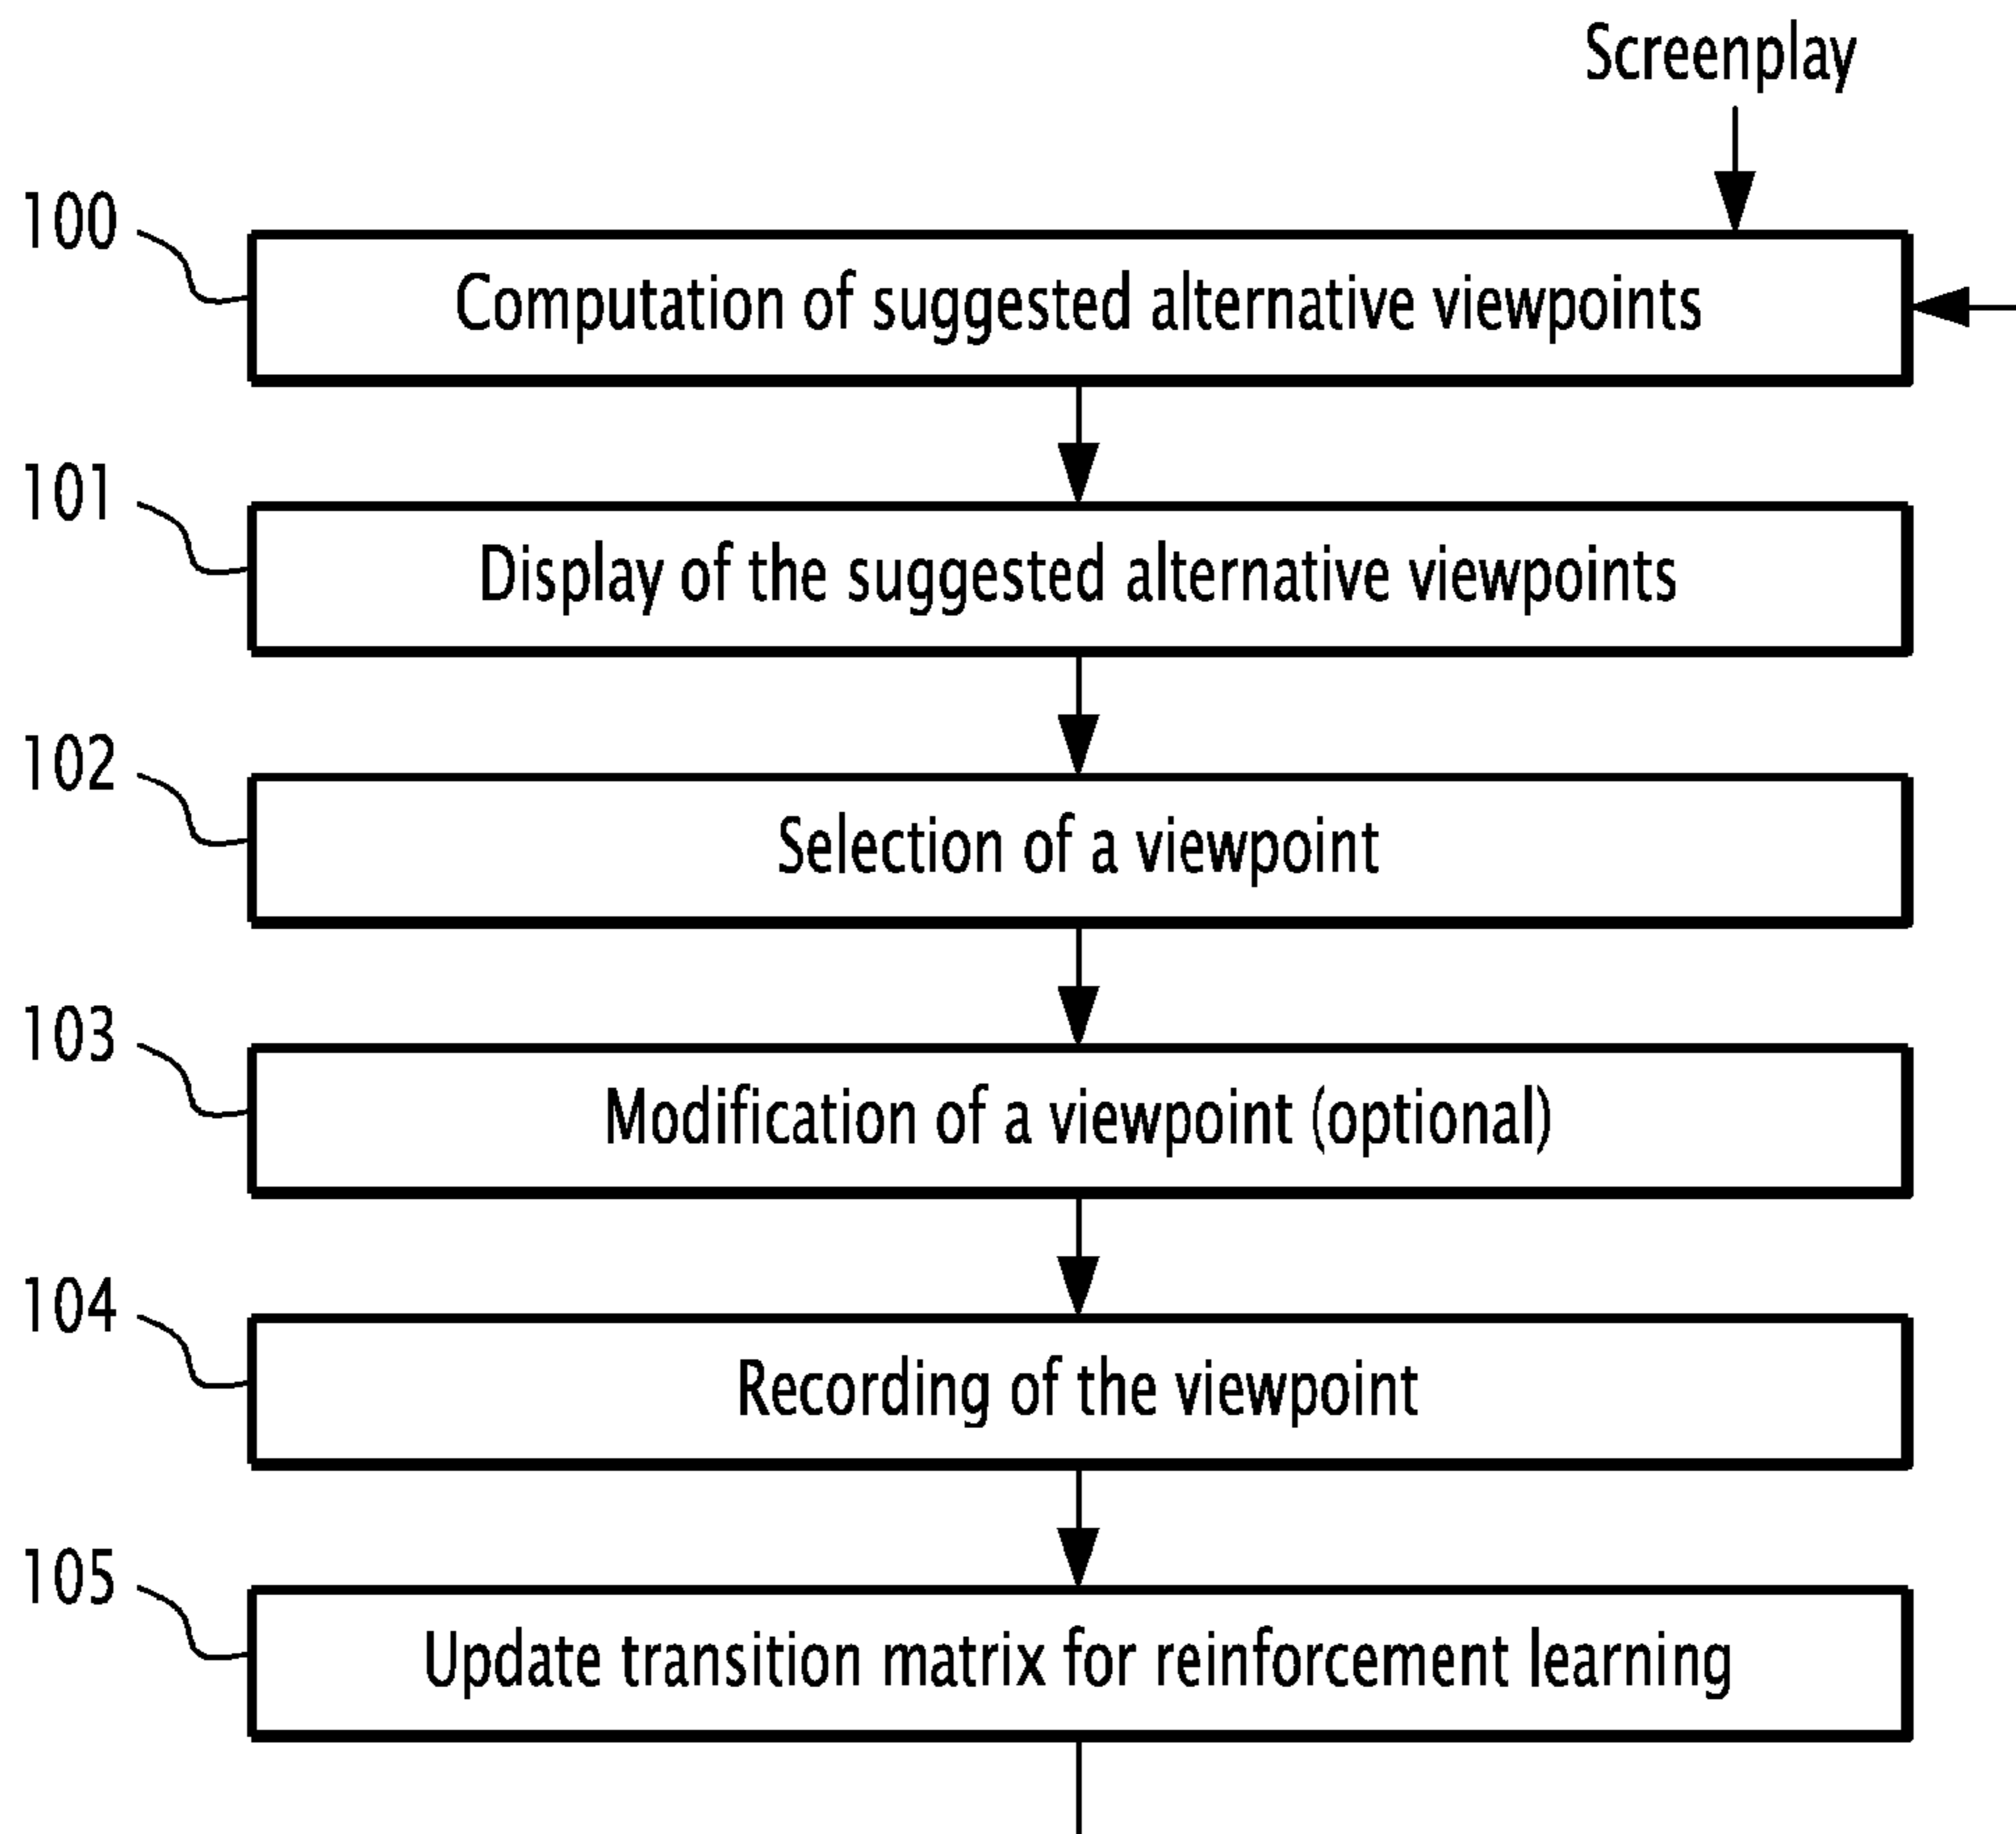 Screenplay
100
Computation of suggested alternative viewpoints
101
Display of the suggested alternative viewpoints
102
Selection of a viewpoint
103
Modification of a viewpoint (optional)
104
Recording of the viewpoint
105
Update transition matrix for reinforcement learning